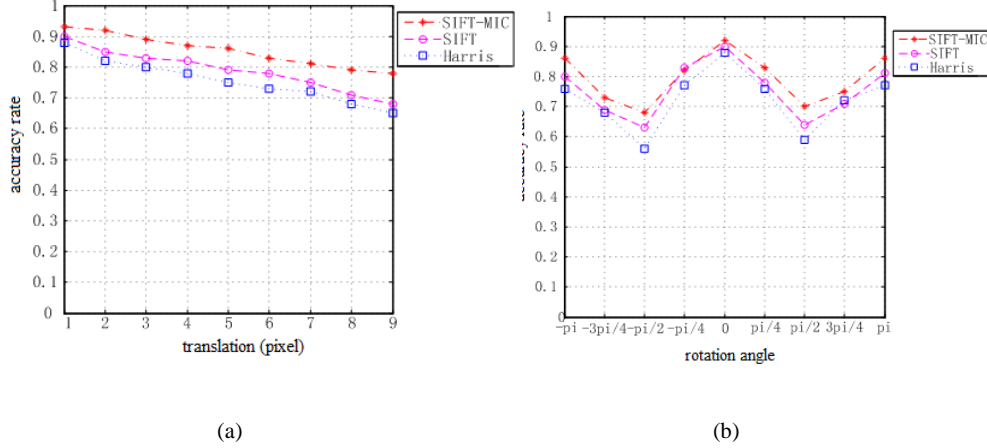 1
0.9
0.8
0.7
0.6
0.5
0.4
0.3
0.2
0.1
0
accuracy rate
1 2 3 4 5 6 7 8 9
translation (pixel)
SIFT-MIC
SIFT
Harris
(a)
1
0.9
0.8
0.7
0.6
0.5
0.4
0.3
0.2
0.1
0
accuracy rate
-pi -3pi/4 -pi/2 -pi/4 0 pi/4 pi/2 3pi/4 pi
rotation angle
SIFT-MIC
SIFT
Harris
(b)